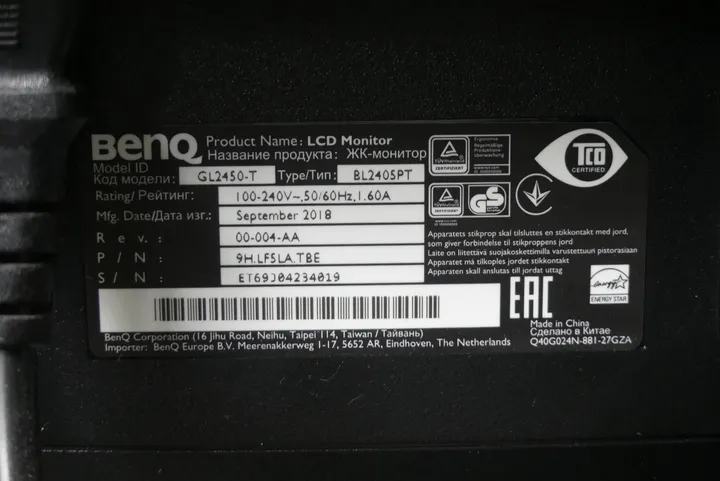 BenQ
Product Name: LCD Monitor
Название продукта: ЖК-монитор
Model ID
Код модели: GL2450-T Type/Тип: BL2405PT
Rating/ Рейтинг: 100-240V~,50/60Hz,1.60A
Mfg. Date/Дата изг.: September 2018
Rev.: 00-004-AA
P/N: 9H.LF5LA.TBE
S/N: ET69J04234019
BenQ Corporation (16 Jihu Road, Neihu, Taipei 114, Taiwan / Тайвань)
Importer: BenQ Europe B.V. Meerenakkerweg 1-17, 5652 AR, Eindhoven, The Netherlands
Ergonomie
Regelmäßige
Produktions-
überwachung
TCO
CERTIFIED
GS
Apparatets stikprop skal tilsluttes en stikkontakt med jord,
som giver forbindelse til stikproppens jord
Laite on liitettävä suojakoskettimilla varustettuun pistorasiaan
Apparatet må tilkoples jordet stikkontakt
Apparaten skall anslutas till jordat uttag
EAC
ENERGY STAR
Made in China
Сделано в Китае
Q40G024N-881-27GZA